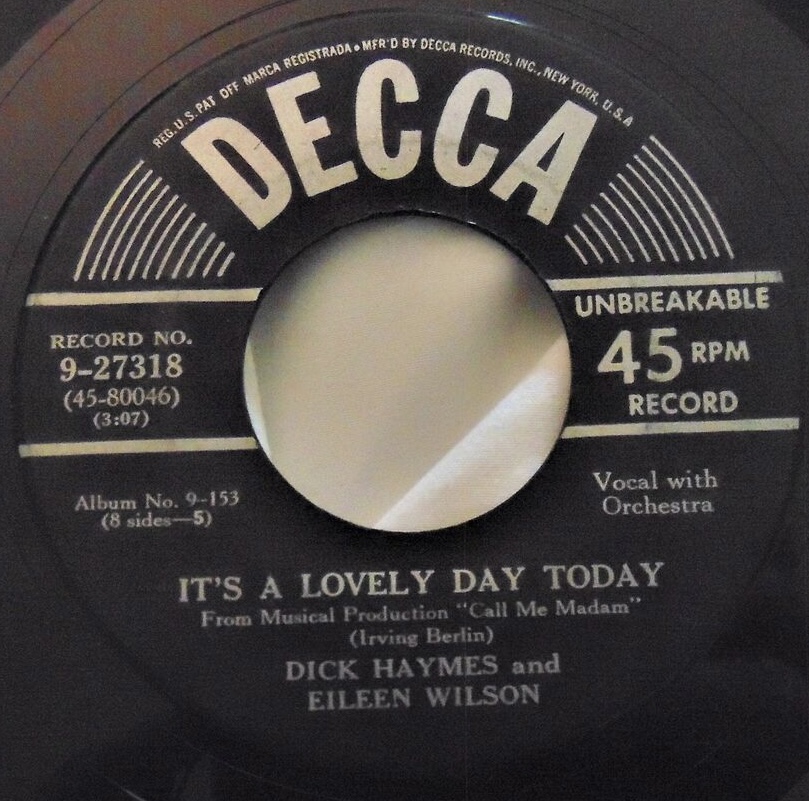 REG. U.S. PAT OFF MARCA REGISTRADA • MFR'D BY DECCA RECORDS, INC., NEW YORK, U.S.A
DECCA
RECORD NO.
9-27318
(45-80046)
(3:07)
UNBREAKABLE
45 RPM
RECORD
Album No. 9-153
(8 sides—5)
Vocal with
Orchestra
IT'S A LOVELY DAY TODAY
From Musical Production "Call Me Madam"
(Irving Berlin)
DICK HAYMES and
EILEEN WILSON